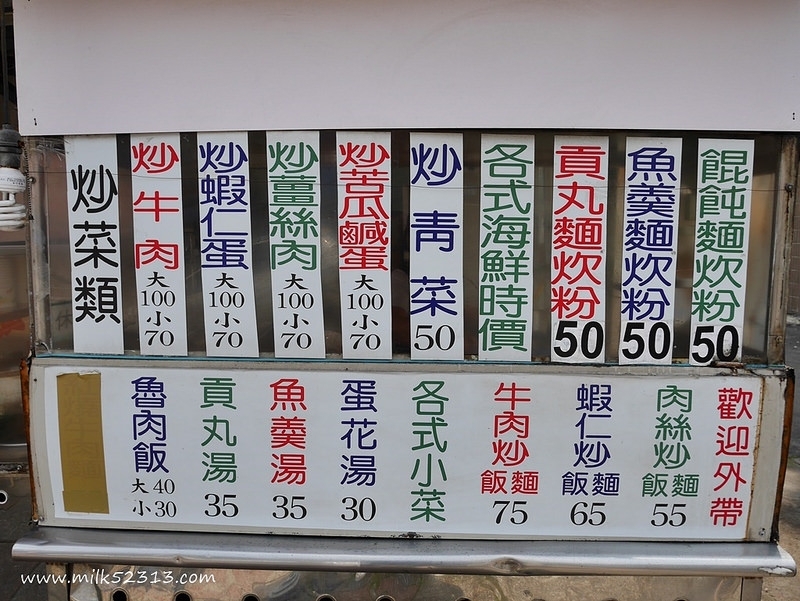 炒菜類
炒牛肉 大100 小70
炒蝦仁蛋 大100 小70
炒薑絲肉 大100 小70
炒苦瓜鹹蛋 大100 小70
炒青菜 50
各式海鮮時價
貢丸麵炊粉 50
魚羹麵炊粉 50
餛飩麵炊粉 50
魯肉飯 大40 小30
貢丸湯 35
魚羹湯 35
蛋花湯 30
各式小菜
牛肉炒飯麵 75
蝦仁炒飯麵 65
肉絲炒飯麵 55
歡迎外帶
www.milk52313.com